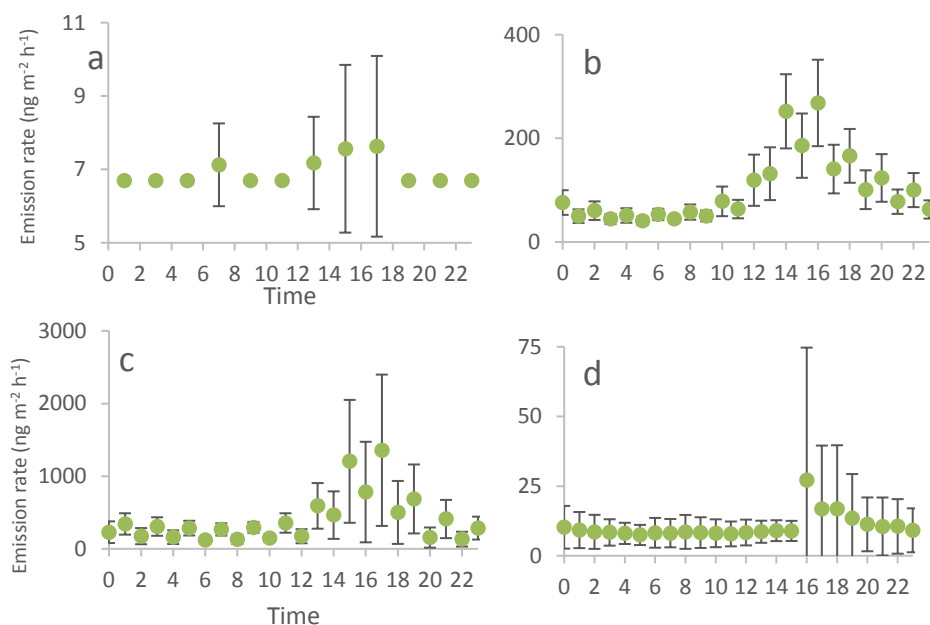 11
9
7
5
a
Emission rate (ng m⁻² h⁻¹)
0 2 4 6 8 10 12 14 16 18 20 22
Time
400
200
0
b
0 2 4 6 8 10 12 14 16 18 20 22
3000
2000
1000
0
c
Emission rate (ng m⁻² h⁻¹)
0 2 4 6 8 10 12 14 16 18 20 22
Time
75
50
25
0
d
0 2 4 6 8 10 12 14 16 18 20 22